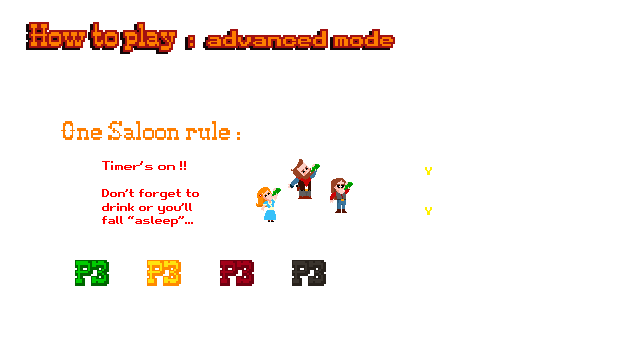 How to play : advanced mode
One Saloon rule :
Timer's on !!
Don't forget to
drink or you'll
fall "asleep"...
v
v
P3 P3 P3 P3